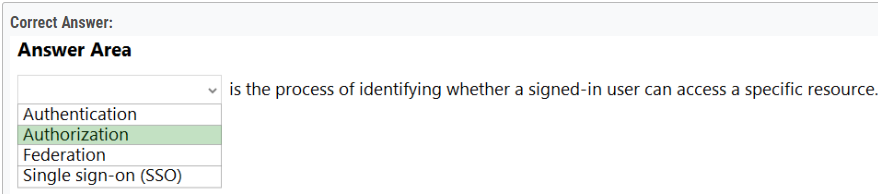 Correct Answer:
Answer Area
is the process of identifying whether a signed-in user can access a specific resource.
Authentication
Authorization
Federation
Single sign-on (SSO)